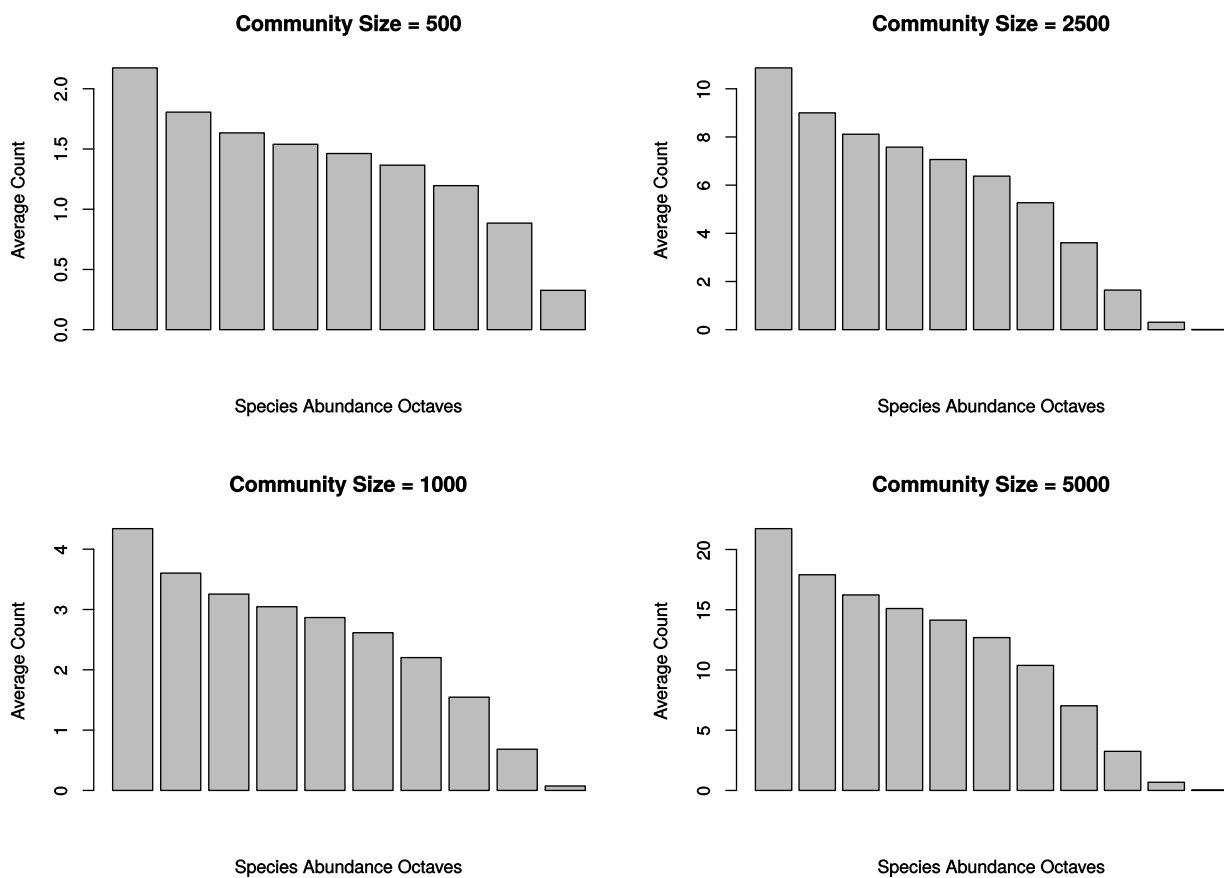 Community Size = 500
2.0
1.5
1.0
0.5
0.0
Average Count
Species Abundance Octaves
Community Size = 2500
10
8
6
4
2
0
Average Count
Species Abundance Octaves
Community Size = 1000
4
3
2
1
0
Average Count
Species Abundance Octaves
Community Size = 5000
20
15
10
5
0
Average Count
Species Abundance Octaves